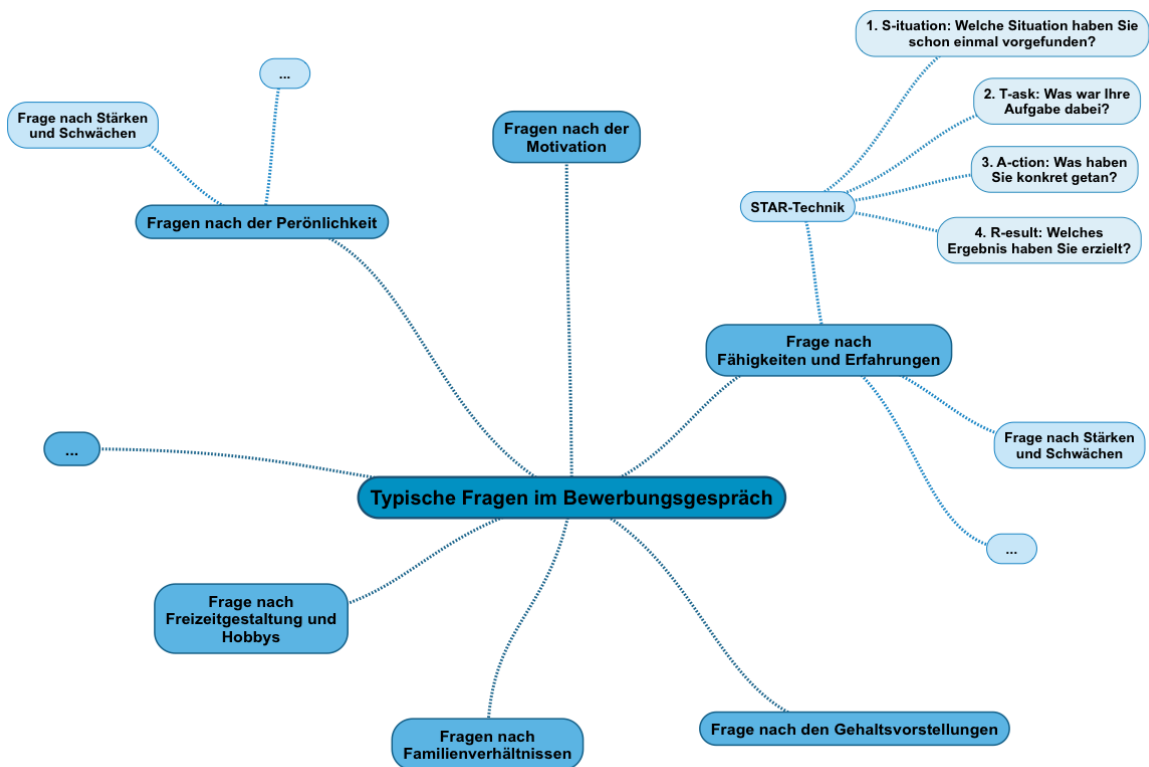 1. S-ituation: Welche Situation haben Sie
schon einmal vorgefunden?
...
2. T-ask: Was war Ihre
Aufgabe dabei?
Frage nach Stärken
und Schwächen
Fragen nach der
Motivation
3. A-ction: Was haben
Sie konkret getan?
STAR-Technik
Fragen nach der Perönlichkeit
4. R-esult: Welches
Ergebnis haben Sie erzielt?
Frage nach
Fähigkeiten und Erfahrungen
Frage nach Stärken
und Schwächen
...
Typische Fragen im Bewerbungsgespräch
...
Frage nach
Freizeitgestaltung und
Hobbys
Fragen nach
Familienverhältnissen
Frage nach den Gehaltsvorstellungen